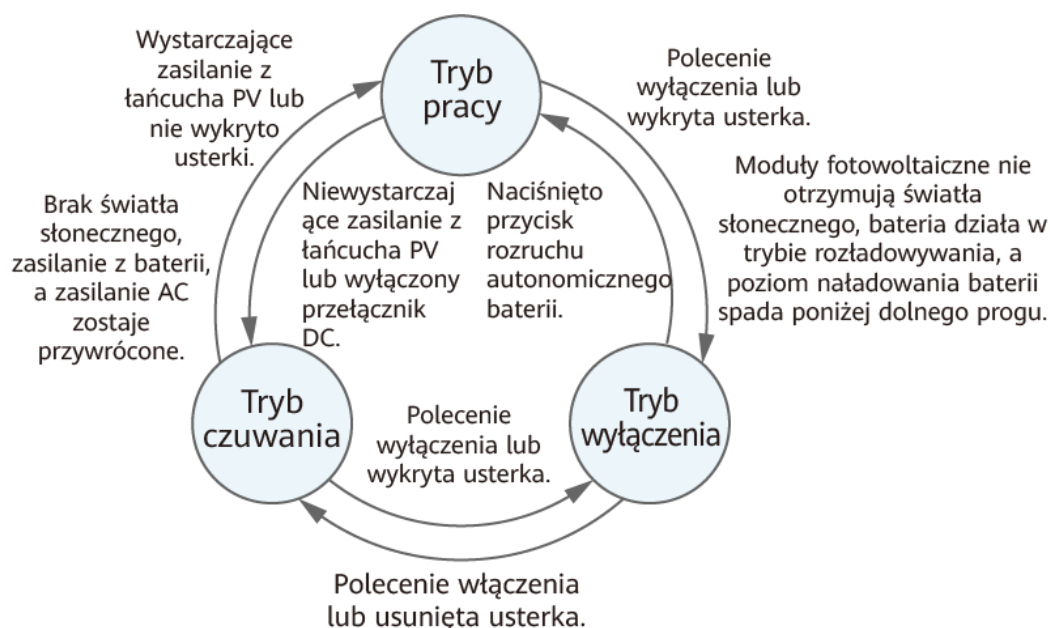 Wystarczające
zasilanie z
łańcucha PV lub
nie wykryto
usterki.
Tryb
pracy
Polecenie
wyłączenia lub
wykryta usterka.
Brak światła
słonecznego,
zasilanie z baterii,
a zasilanie AC
zostaje
przywrócone.
Niewystarczaj
ące zasilanie z
łańcucha PV
lub wyłączony
przełącznik
DC.
Naciśnięto
przycisk
rozruchu
autonomicznego
baterii.
Moduły fotowoltaiczne nie
otrzymują światła
słonecznego, bateria działa w
trybie rozładowywania, a
poziom naładowania baterii
spada poniżej dolnego progu.
Tryb
czuwania
Polecenie
wyłączenia lub
wykryta usterka.
Tryb
wyłączenia
Polecenie włączenia
lub usunięta usterka.